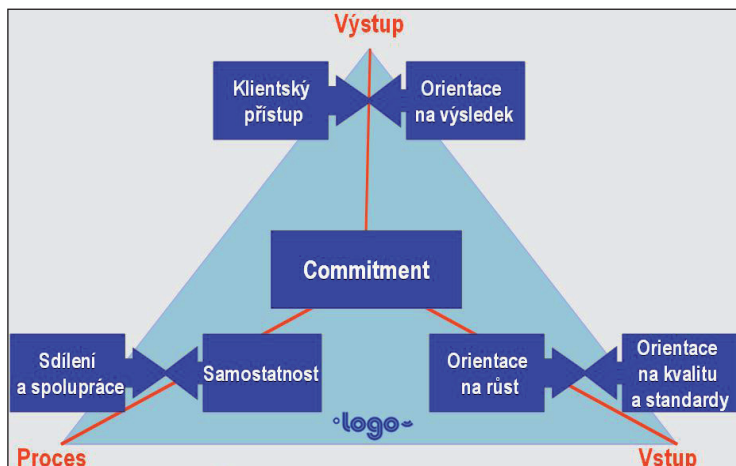 Výstup
Klientský
přístup
Orientace
na výsledek
Commitment
Sdílení
a spolupráce
Samostatnost
Orientace
na růst
Orientace
na kvalitu
a standardy
logo
Proces
Vstup